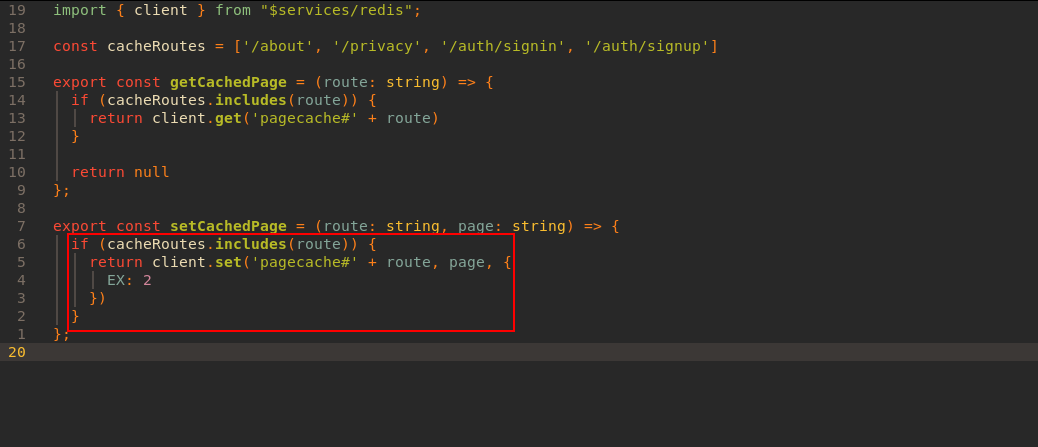 19 import { client } from "$services/redis";
18
17 const cacheRoutes = ['/about', '/privacy', '/auth/signin', '/auth/signup']
16
15 export const getCachedPage = (route: string) => {
14   if (cacheRoutes.includes(route)) {
13     return client.get('pagecache#' + route)
12   }
11
10   return null
9 };
8
7 export const setCachedPage = (route: string, page: string) => {
6   if (cacheRoutes.includes(route)) {
5     return client.set('pagecache#' + route, page, {
4       EX: 2
3     })
2   }
1 };
20